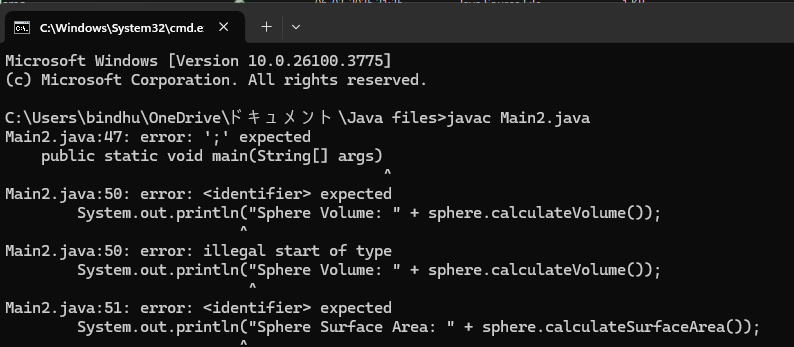 C:\Windows\System32\cmd.e
Microsoft Windows [Version 10.0.26100.3775]
(c) Microsoft Corporation. All rights reserved.
C:\Users\bindhu\OneDrive\ドキュメント\Java files>javac Main2.java
Main2.java:47: error: ';' expected
    public static void main(String[] args)
                                          ^
Main2.java:50: error: <identifier> expected
        System.out.println("Sphere Volume: " + sphere.calculateVolume());
                          ^
Main2.java:50: error: illegal start of type
        System.out.println("Sphere Volume: " + sphere.calculateVolume());
                           ^
Main2.java:51: error: <identifier> expected
        System.out.println("Sphere Surface Area: " + sphere.calculateSurfaceArea());
                          ^